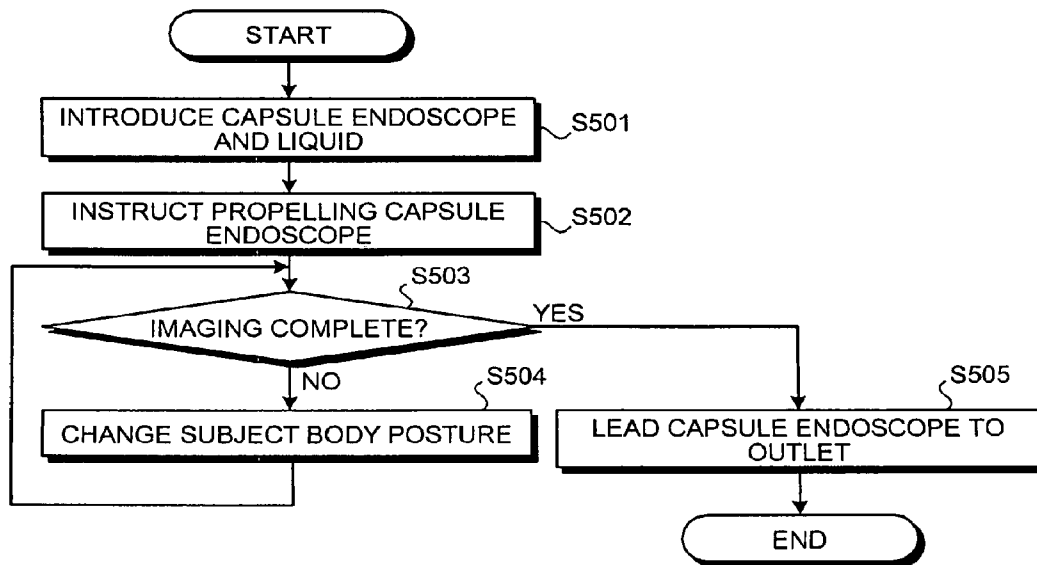 START
INTRODUCE CAPSULE ENDOSCOPE
AND LIQUID
S501
INSTRUCT PROPELLING CAPSULE
ENDOSCOPE
S502
S503
IMAGING COMPLETE?
YES
NO
S504
CHANGE SUBJECT BODY POSTURE
S505
LEAD CAPSULE ENDOSCOPE TO
OUTLET
END